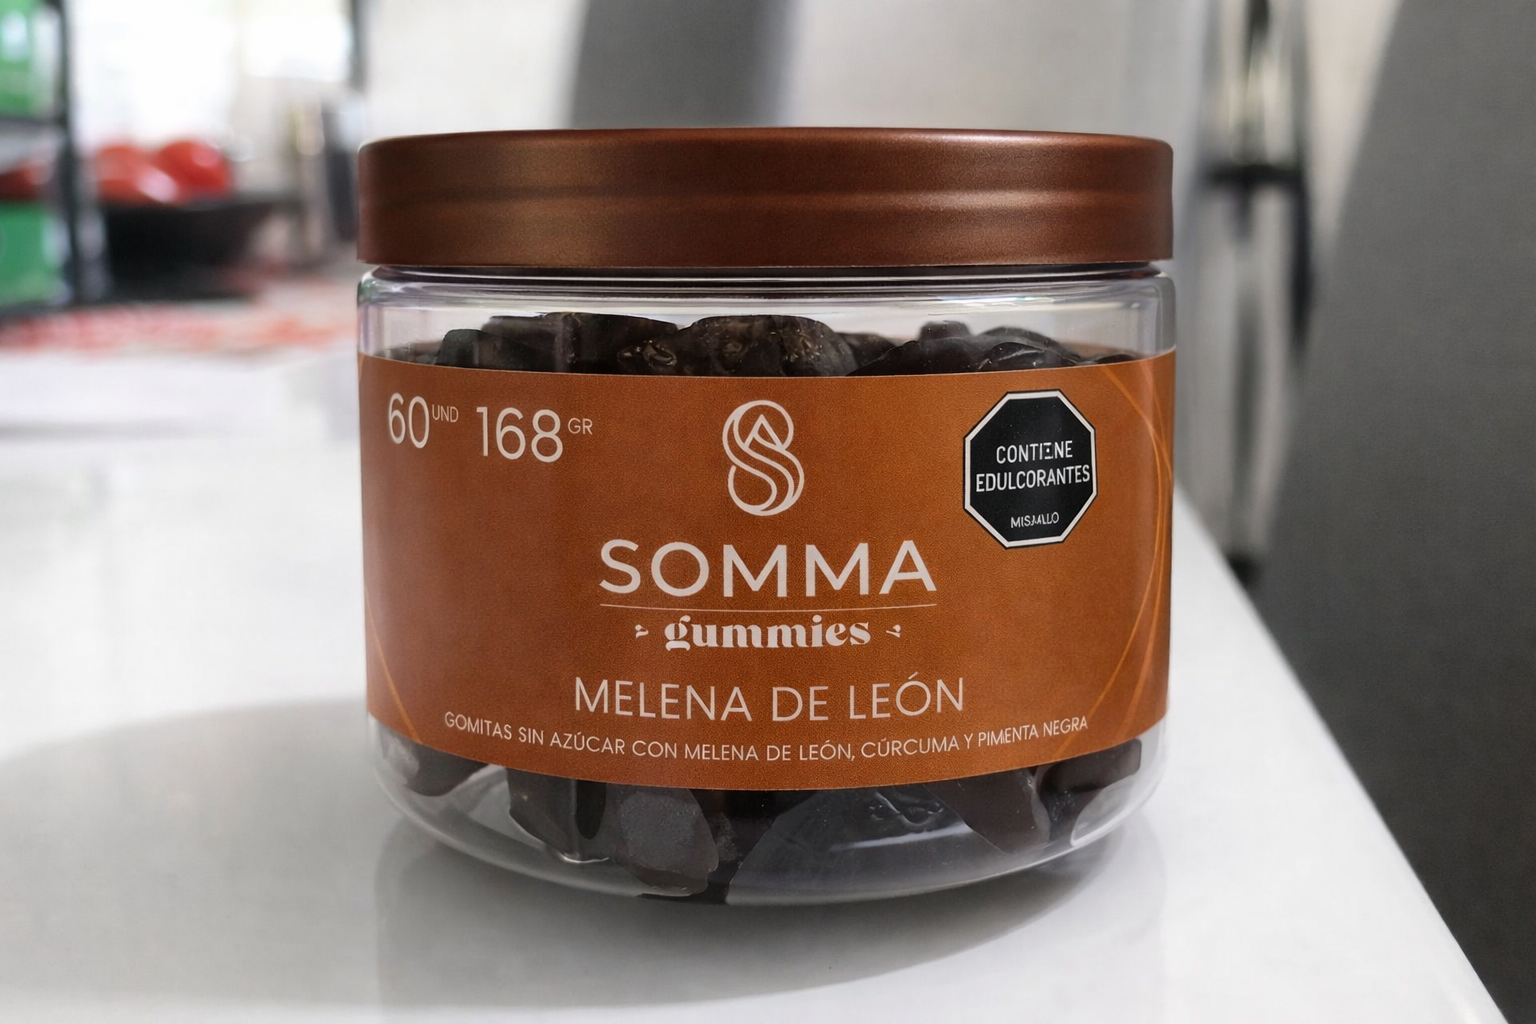 60 UND 168 GR
CONTIENE
EDULCORANTES
SOMMA
gummies
MELENA DE LEÓN
GOMITAS SIN AZÚCAR CON MELENA DE LEÓN, CÚRCUMA Y PIMENTA NEGRA